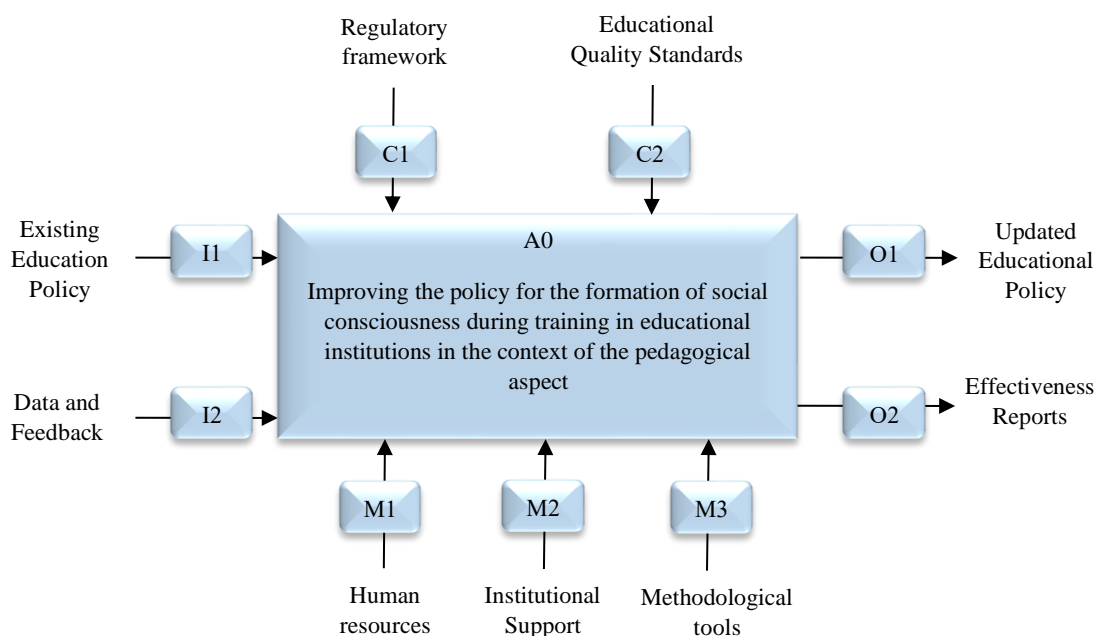 Regulatory
framework
Educational
Quality Standards
C1
C2
Existing
Education
Policy
I1
A0
Improving the policy for the formation of social
consciousness during training in educational
institutions in the context of the pedagogical
aspect
O1
Updated
Educational
Policy
Data and
Feedback
I2
O2
Effectiveness
Reports
M1
M2
M3
Human
resources
Institutional
Support
Methodological
tools